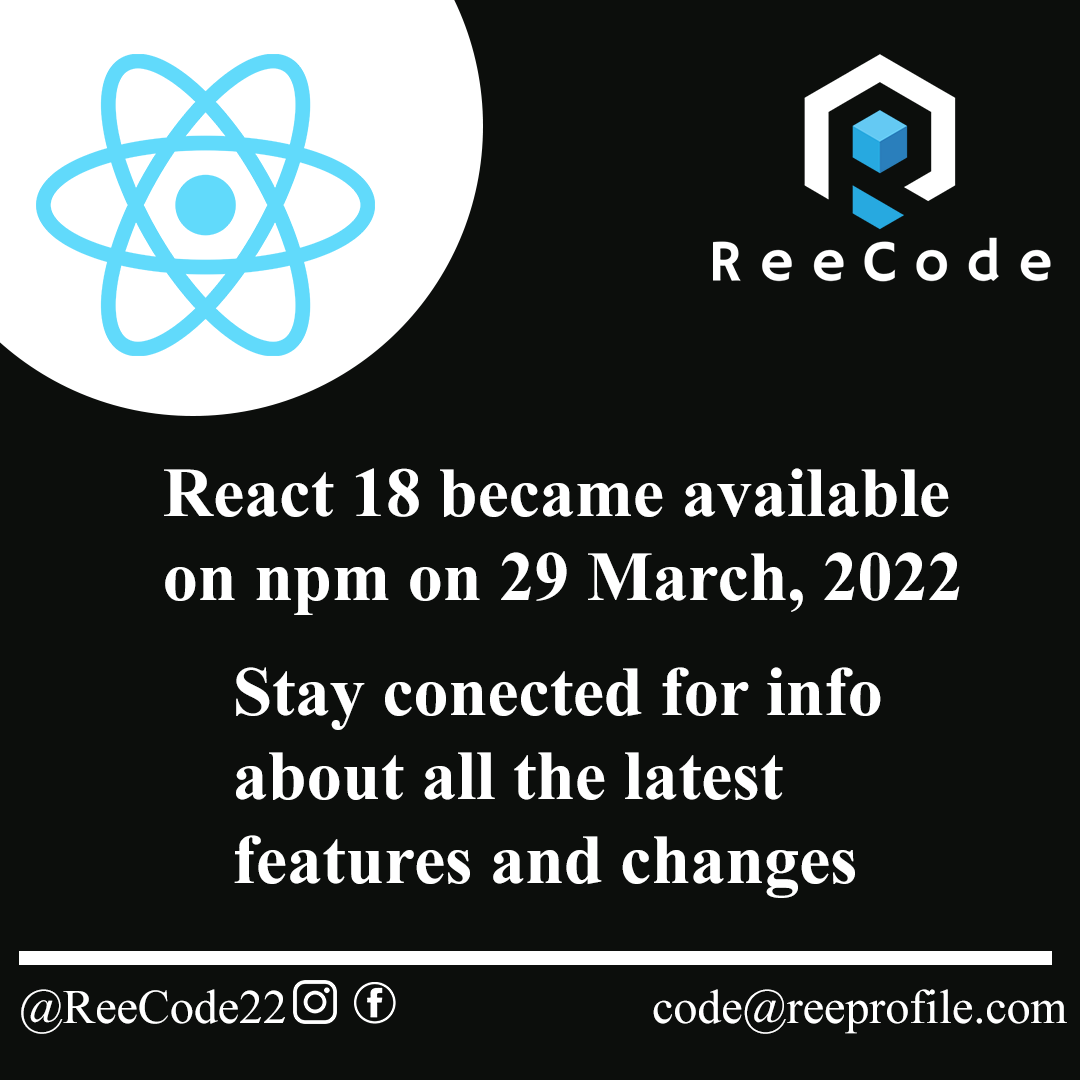 ReeCode
React 18 became available
on npm on 29 March, 2022
Stay conected for info
about all the latest
features and changes
@ReeCode22
code@reeprofile.com